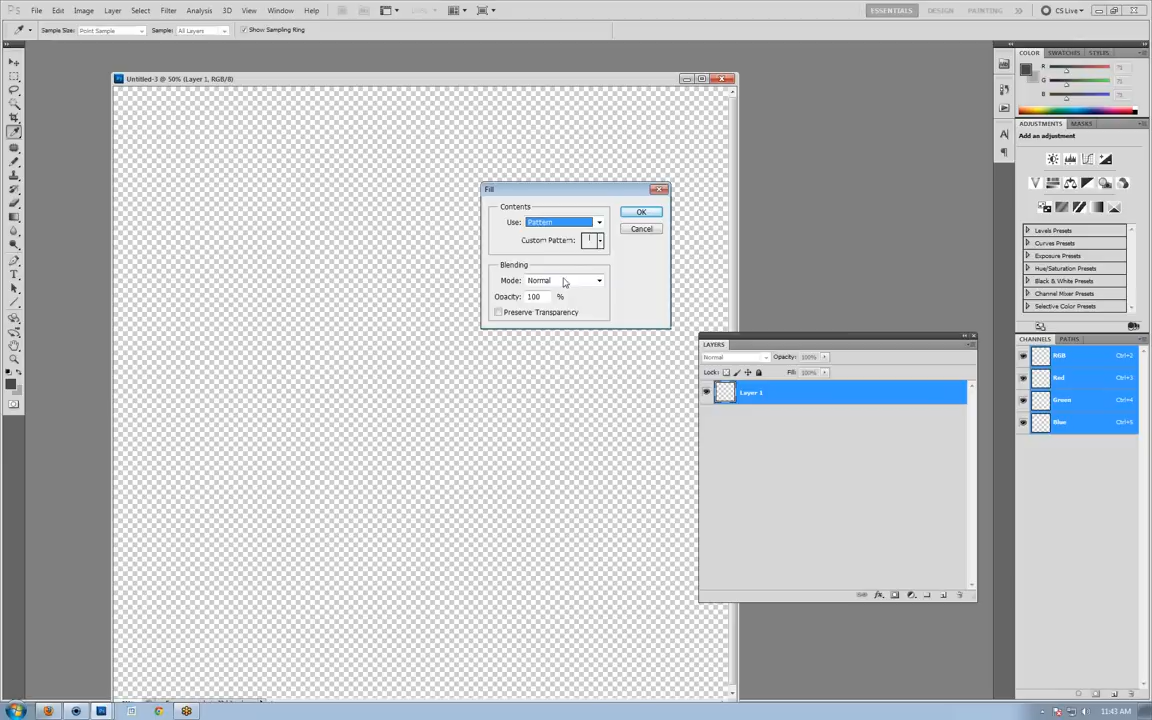 Ps File Edit Image Layer Select Filter Analysis 3D View Window Help
ESSENTIALS DESIGN PAINTING CS Live
Sample Size: Point Sample Sample: All Layers Show Sampling Ring
Untitled-3 @ 50% (Layer 1, RGB/8)
Fill
Contents
Use: Pattern
Custom Pattern:
Blending
Mode: Normal
Opacity: 100 %
Preserve Transparency
OK
Cancel
LAYERS
Normal Opacity: 100%
Lock: Fill: 100%
Layer 1
COLOR SWATCHES STYLES
R
G
B
ADJUSTMENTS MASKS
Add an adjustment
Levels Presets
Curves Presets
Exposure Presets
Hue/Saturation Presets
Black & White Presets
Channel Mixer Presets
Selective Color Presets
CHANNELS PATHS
RGB Ctrl+2
Red Ctrl+3
Green Ctrl+4
Blue Ctrl+5
11:43 AM